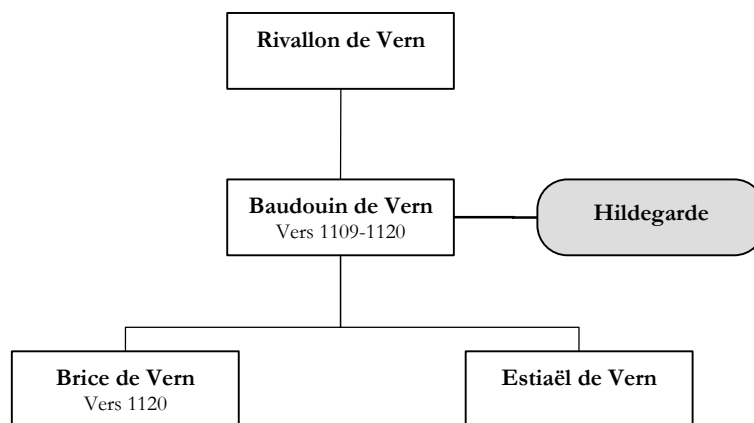 Rivallon de Vern
Baudouin de Vern
Vers 1109-1120
Hildegarde
Brice de Vern
Vers 1120
Estiaël de Vern